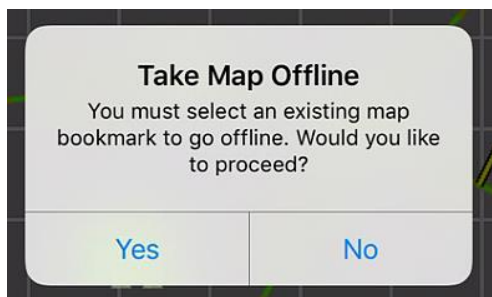 Take Map Offline
You must select an existing map
bookmark to go offline. Would you like
to proceed?
Yes
No